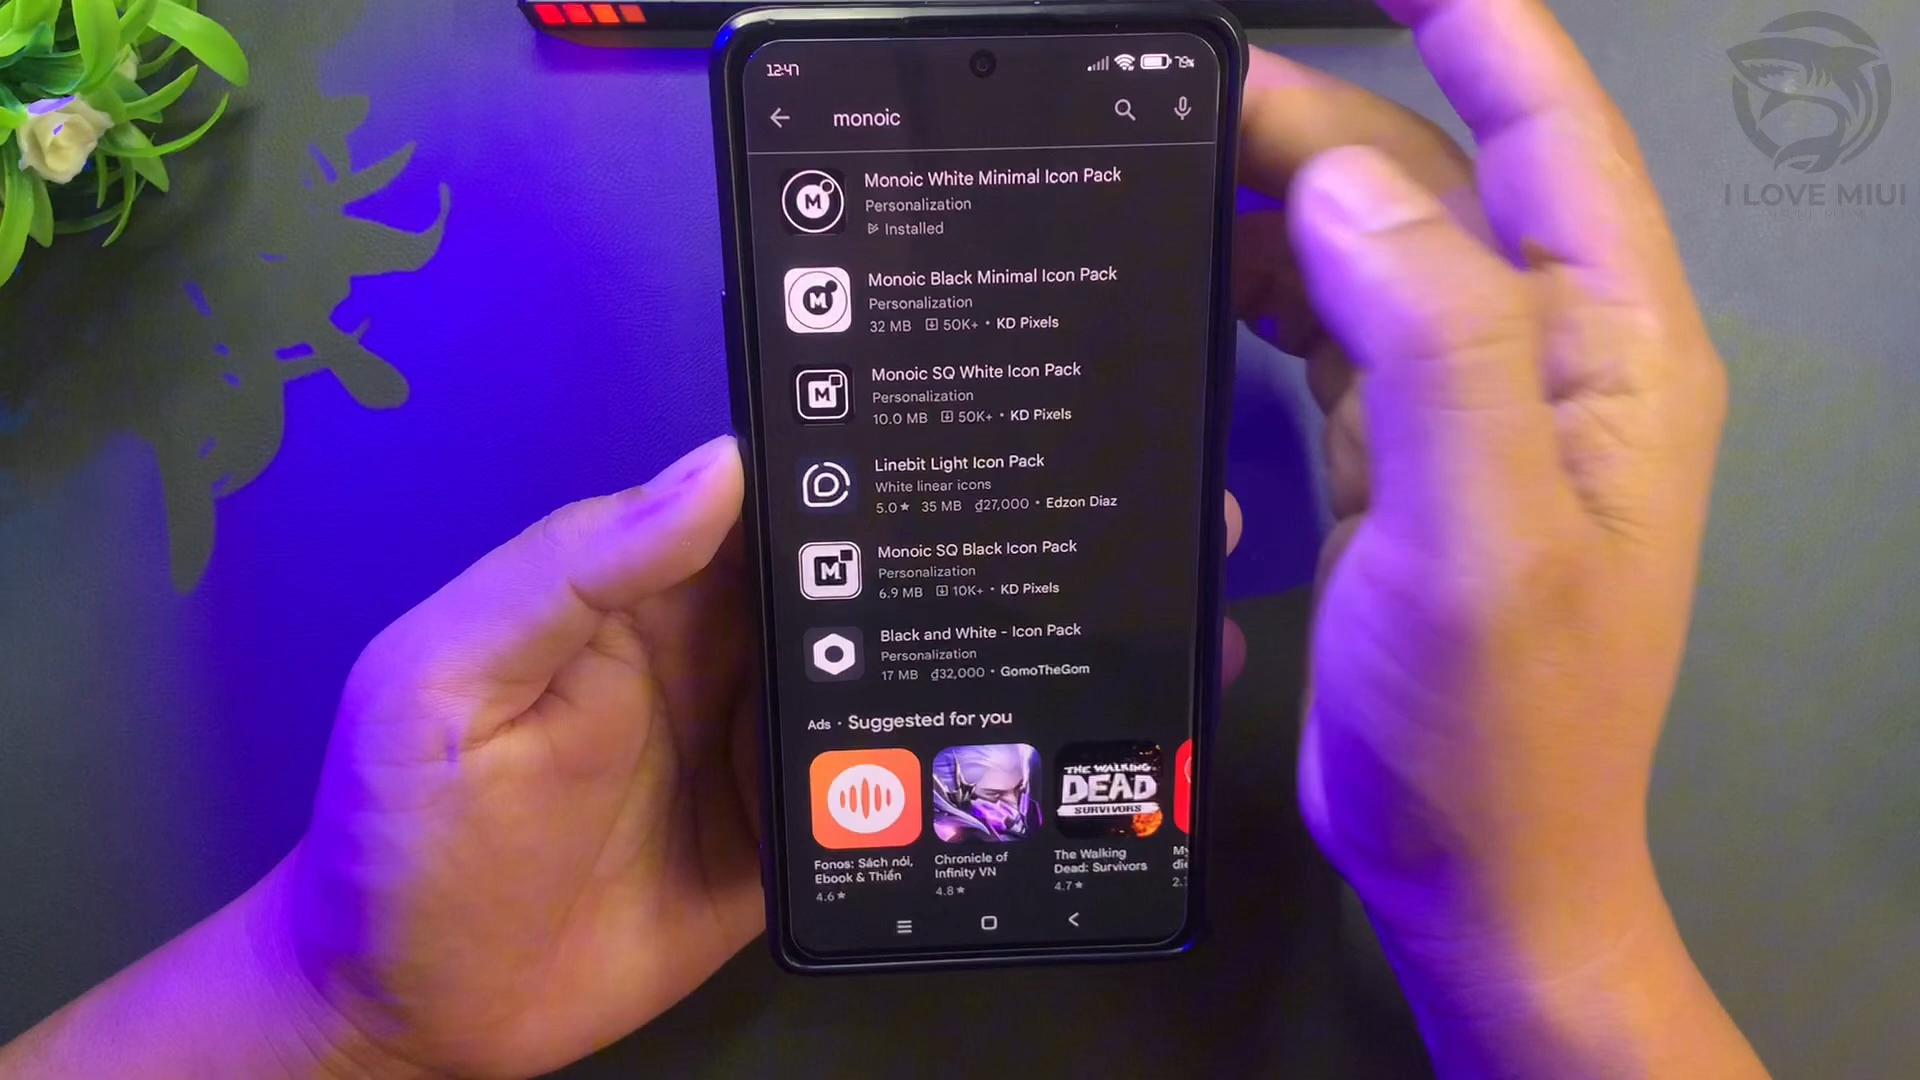 12:47
79%
monoic
Monoic White Minimal Icon Pack
Personalization
Installed
Monoic Black Minimal Icon Pack
Personalization
32 MB 50K+ • KD Pixels
Monoic SQ White Icon Pack
Personalization
10.0 MB 50K+ • KD Pixels
Linebit Light Icon Pack
White linear icons
5.0★ 35 MB ₫27,000 • Edzon Diaz
Monoic SQ Black Icon Pack
Personalization
6.9 MB 10K+ • KD Pixels
Black and White - Icon Pack
Personalization
17 MB ₫32,000 • GomoTheGom
Ads • Suggested for you
THE WALKING
DEAD
SURVIVORS
Fonos: Sách nói,
Ebook & Thiền
4.6★
Chronicle of
Infinity VN
4.8★
The Walking
Dead: Survivors
4.7★
M
M
M
M
I LOVE MIUI